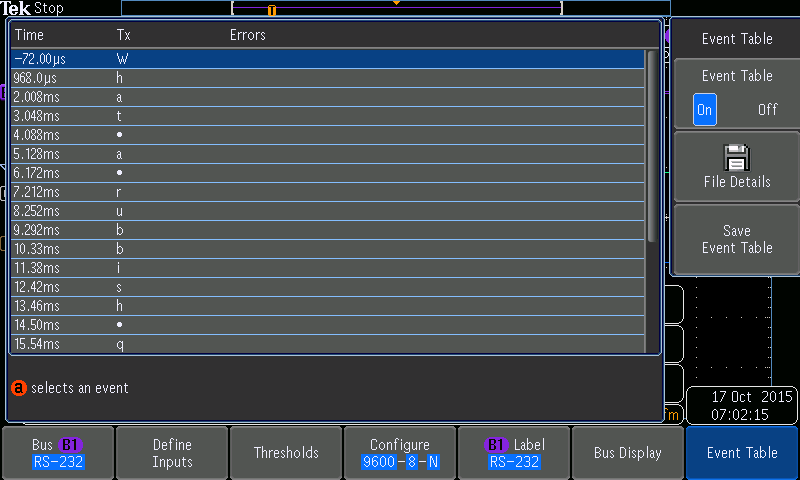 Tek Stop
Time Tx Errors
-72.00µs W
968.0µs h
2.008ms a
3.048ms t
4.088ms •
5.128ms a
6.172ms •
7.212ms r
8.252ms u
9.292ms b
10.33ms b
11.38ms i
12.42ms s
13.46ms h
14.50ms •
15.54ms q
a selects an event
Event Table
Event Table
On Off
File Details
Save
Event Table
17 Oct 2015
07:02:15
Bus B1
RS-232
Define
Inputs
Thresholds
Configure
9600-8-N
B1 Label
RS-232
Bus Display
Event Table